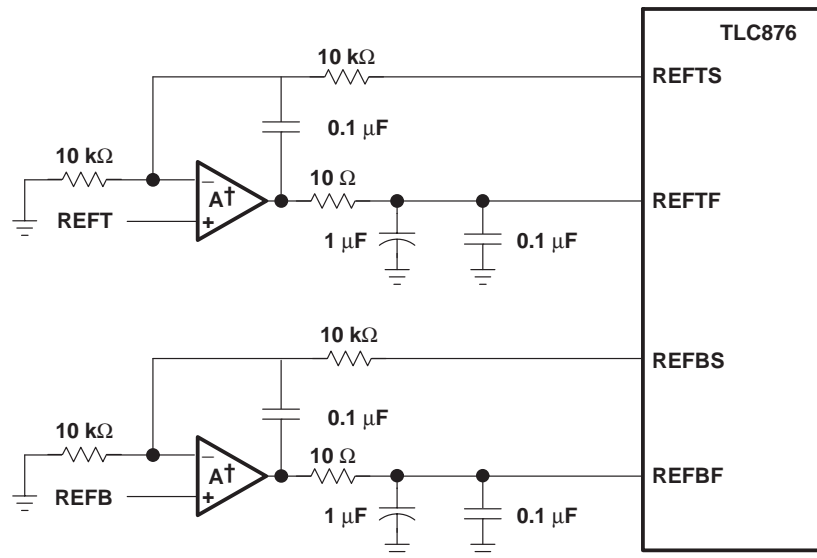 TLC876
10 kΩ
REFTS
0.1 μF
10 kΩ
−
A†
+
10 Ω
REFTF
REFT
1 μF
0.1 μF
10 kΩ
REFBS
0.1 μF
10 kΩ
−
A†
+
10 Ω
REFBF
REFB
1 μF
0.1 μF